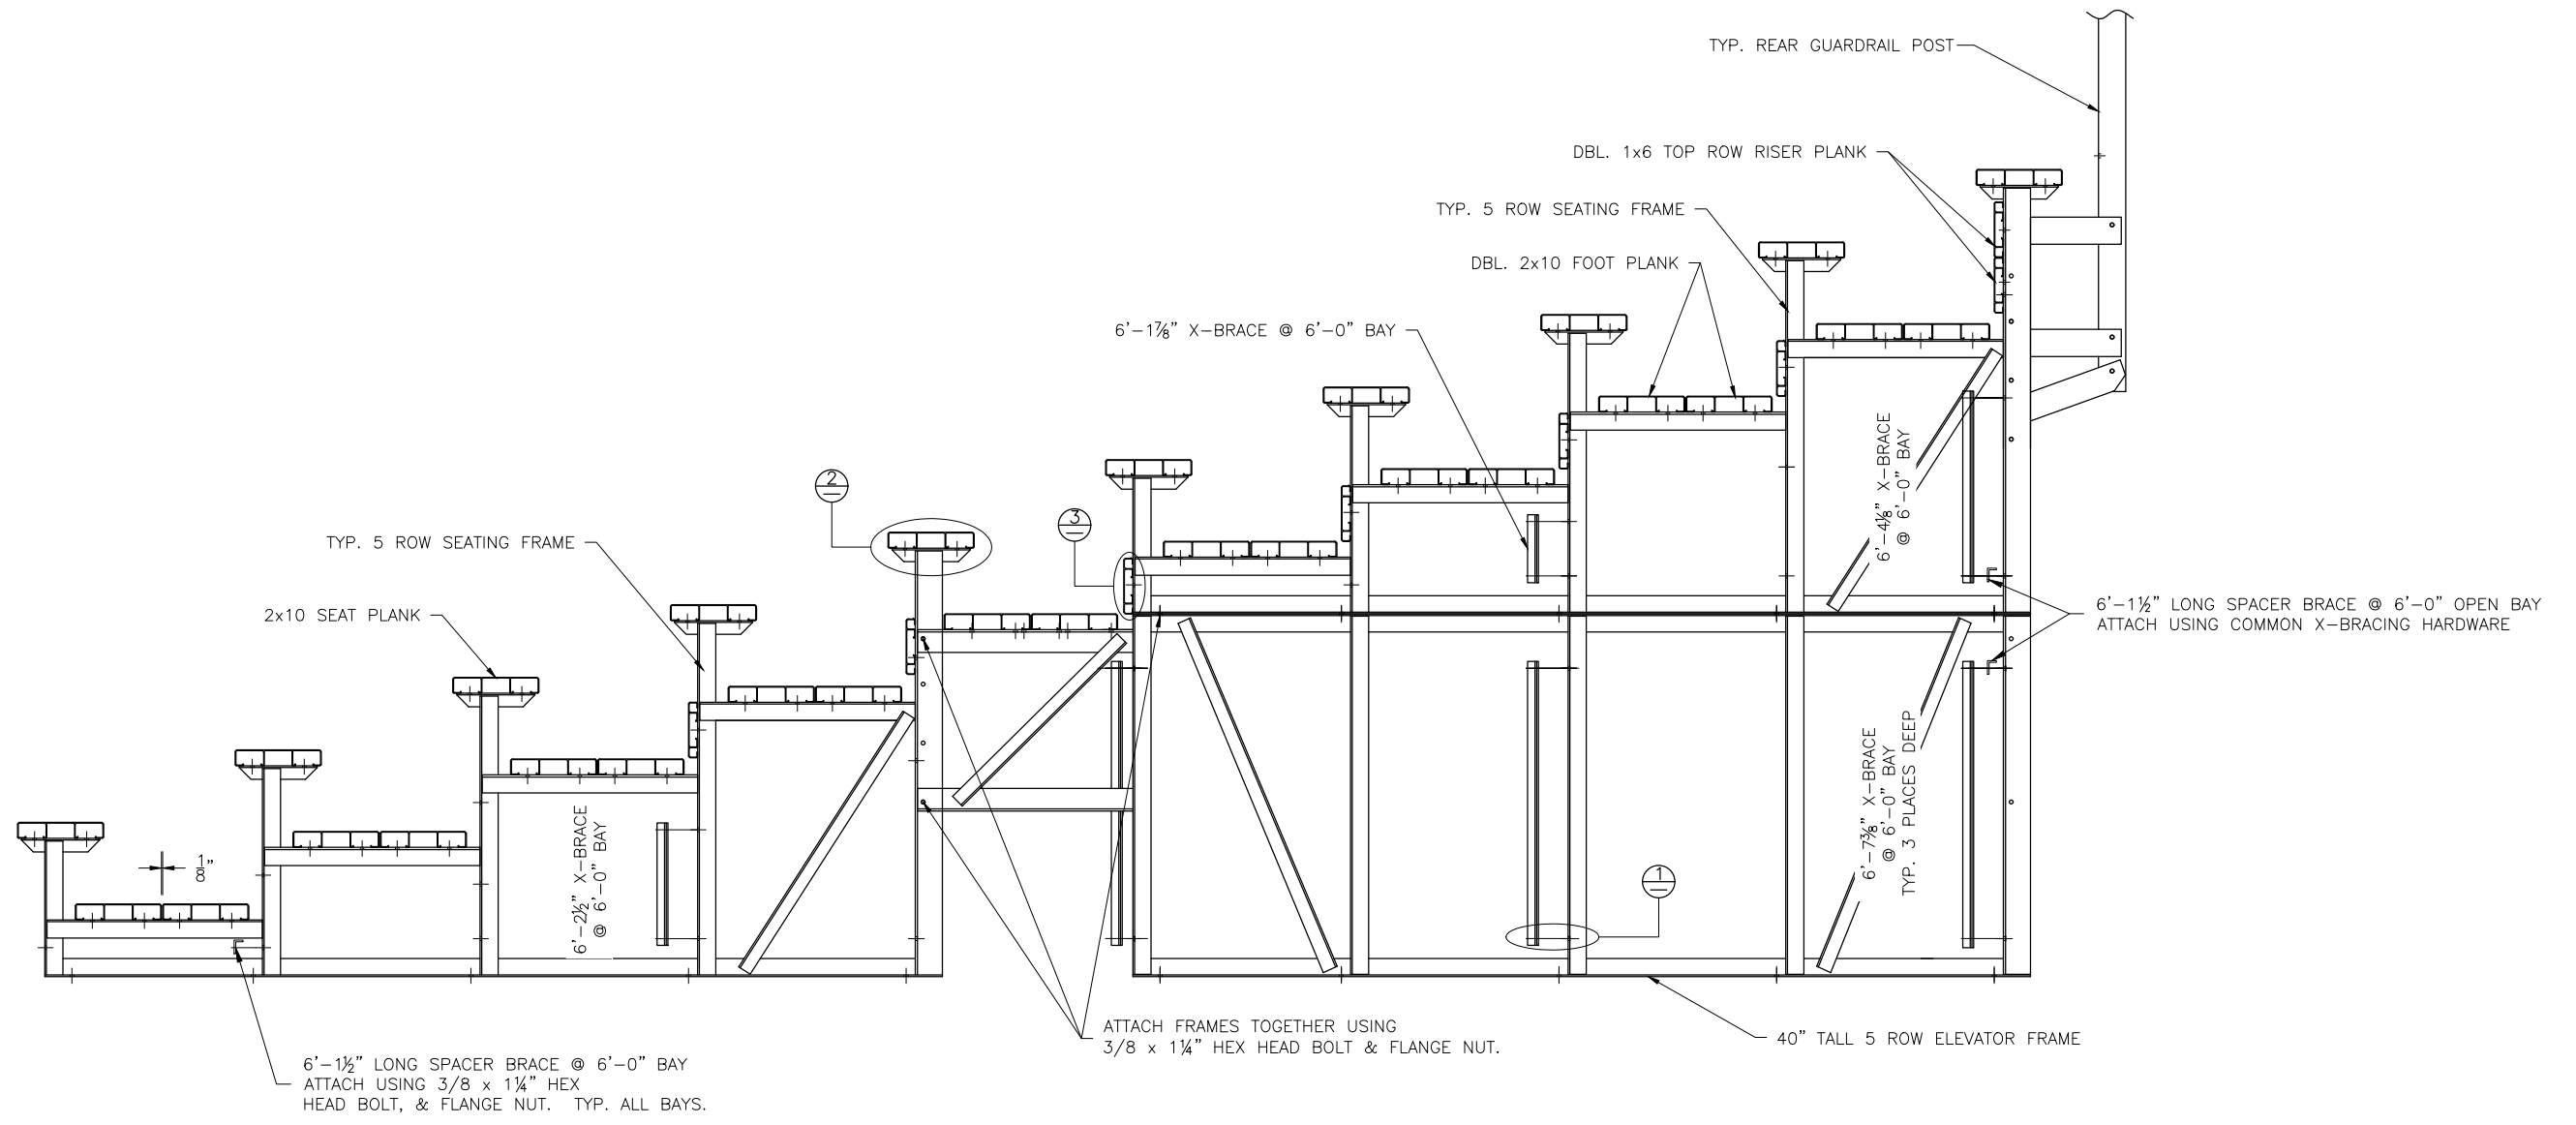 TYP. REAR GUARDRAIL POST
DBL. 1x6 TOP ROW RISER PLANK
TYP. 5 ROW SEATING FRAME
DBL. 2x10 FOOT PLANK
6'-1⅞" X-BRACE @ 6'-0" BAY
2
3
TYP. 5 ROW SEATING FRAME
2x10 SEAT PLANK
6'-4⅛" X-BRACE
@ 6'-0" BAY
6'-1½" LONG SPACER BRACE @ 6'-0" OPEN BAY
ATTACH USING COMMON X-BRACING HARDWARE
⅛"
6'-2½" X-BRACE
@ 6'-0" BAY
6'-7⅜" X-BRACE
@ 6'-0" BAY
TYP. 3 PLACES DEEP
1
ATTACH FRAMES TOGETHER USING
3/8 x 1¼" HEX HEAD BOLT & FLANGE NUT.
40" TALL 5 ROW ELEVATOR FRAME
6'-1½" LONG SPACER BRACE @ 6'-0" BAY
ATTACH USING 3/8 x 1¼" HEX
HEAD BOLT, & FLANGE NUT. TYP. ALL BAYS.